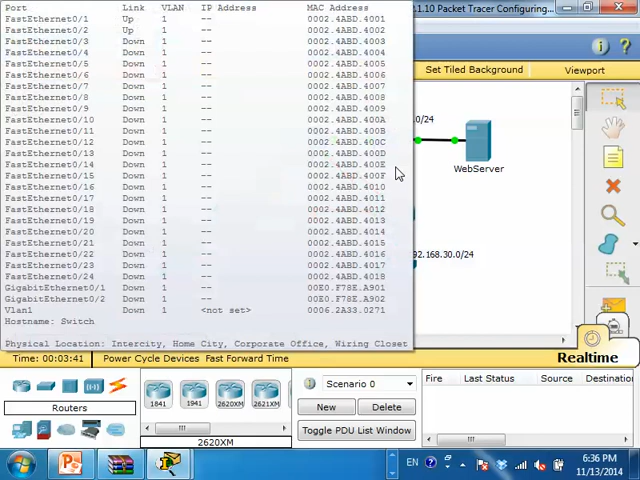 Port Link VLAN IP Address MAC Address
FastEthernet0/1 Up 1 -- 0002.4ABD.4001
FastEthernet0/2 Up 1 -- 0002.4ABD.4002
FastEthernet0/3 Down 1 -- 0002.4ABD.4003
FastEthernet0/4 Down 1 -- 0002.4ABD.4004
FastEthernet0/5 Down 1 -- 0002.4ABD.4005
FastEthernet0/6 Down 1 -- 0002.4ABD.4006
FastEthernet0/7 Down 1 -- 0002.4ABD.4007
FastEthernet0/8 Down 1 -- 0002.4ABD.4008
FastEthernet0/9 Down 1 -- 0002.4ABD.4009
FastEthernet0/10 Down 1 -- 0002.4ABD.400A
FastEthernet0/11 Down 1 -- 0002.4ABD.400B
FastEthernet0/12 Down 1 -- 0002.4ABD.400C
FastEthernet0/13 Down 1 -- 0002.4ABD.400D
FastEthernet0/14 Down 1 -- 0002.4ABD.400E
FastEthernet0/15 Down 1 -- 0002.4ABD.400F
FastEthernet0/16 Down 1 -- 0002.4ABD.4010
FastEthernet0/17 Down 1 -- 0002.4ABD.4011
FastEthernet0/18 Down 1 -- 0002.4ABD.4012
FastEthernet0/19 Down 1 -- 0002.4ABD.4013
FastEthernet0/20 Down 1 -- 0002.4ABD.4014
FastEthernet0/21 Down 1 -- 0002.4ABD.4015
FastEthernet0/22 Down 1 -- 0002.4ABD.4016
FastEthernet0/23 Down 1 -- 0002.4ABD.4017
FastEthernet0/24 Down 1 -- 0002.4ABD.4018
GigabitEthernet0/1 Down 1 -- 00E0.F78E.A901
GigabitEthernet0/2 Down 1 -- 00E0.F78E.A902
Vlan1 Down 1 <not set> 0006.2A33.0271
Hostname: Switch
Physical Location: Intercity, Home City, Corporate Office, Wiring Closet
.1.10 Packet Tracer Configuring...
Set Tiled Background Viewport
.0/24
WebServer
92.168.30.0/24
Realtime
Time: 00:03:41 Power Cycle Devices Fast Forward Time
Routers
1841 1941 2620XM 2621XM
2620XM
Scenario 0
New Delete
Toggle PDU List Window
Fire Last Status Source Destination
EN
6:36 PM
11/13/2014